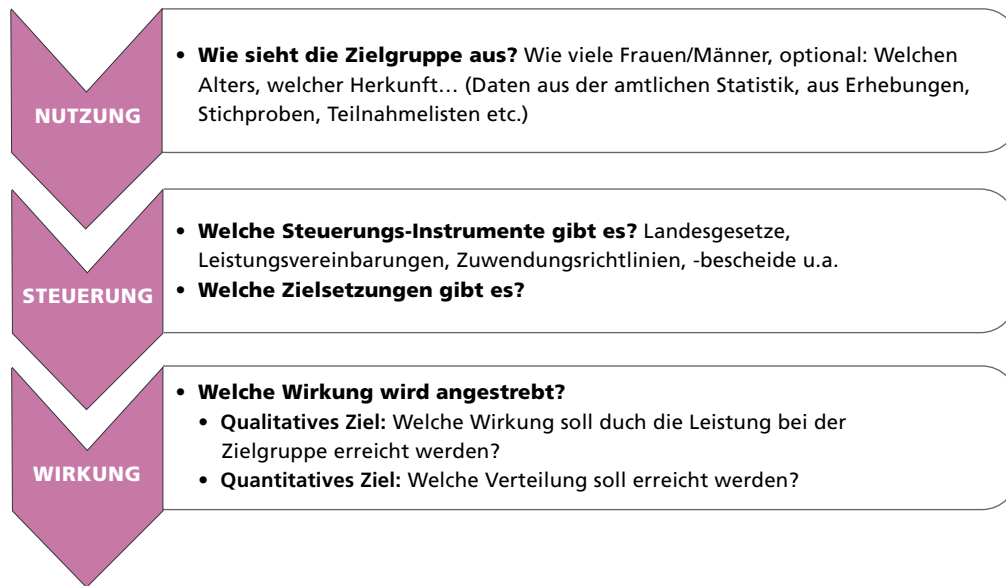 NUTZUNG
• Wie sieht die Zielgruppe aus? Wie viele Frauen/Männer, optional: Welchen
Alters, welcher Herkunft… (Daten aus der amtlichen Statistik, aus Erhebungen,
Stichproben, Teilnahmelisten etc.)
STEUERUNG
• Welche Steuerungs-Instrumente gibt es? Landesgesetze,
Leistungsvereinbarungen, Zuwendungsrichtlinien, -bescheide u.a.
• Welche Zielsetzungen gibt es?
WIRKUNG
• Welche Wirkung wird angestrebt?
• Qualitatives Ziel: Welche Wirkung soll duch die Leistung bei der
Zielgruppe erreicht werden?
• Quantitatives Ziel: Welche Verteilung soll erreicht werden?